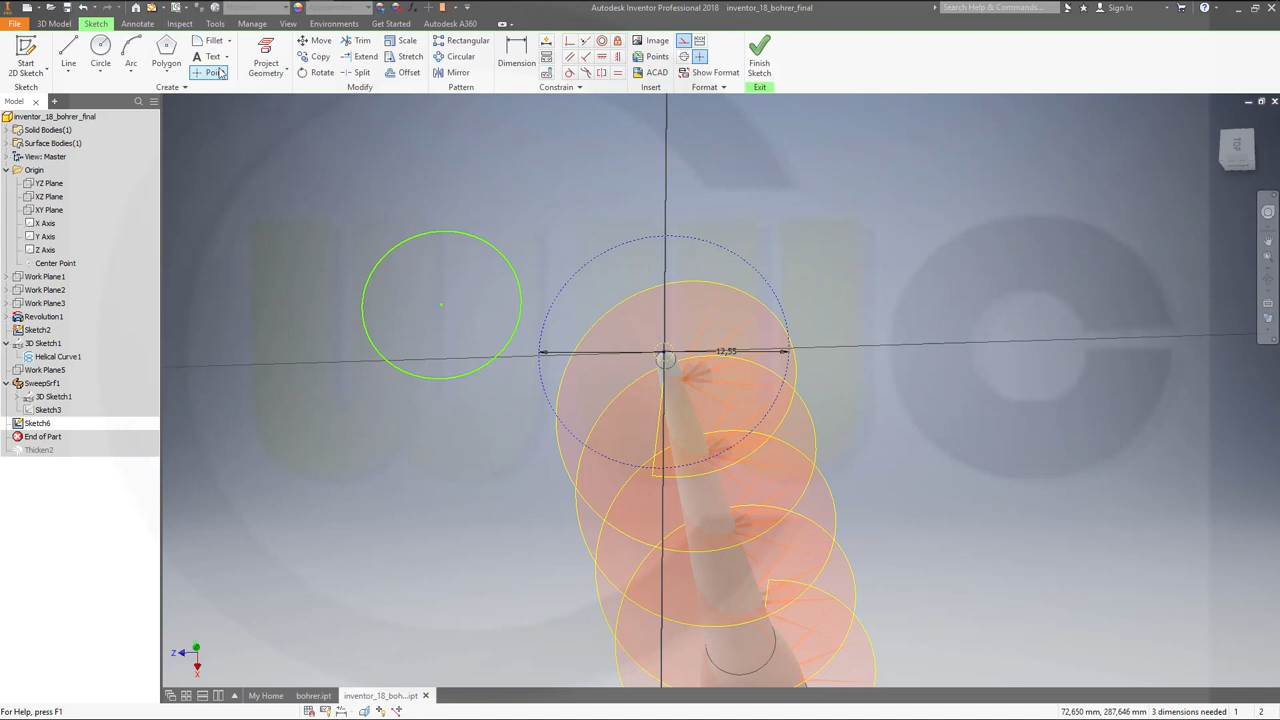 Autodesk Inventor Professional 2018 inventor_18_bohrer_final
Search Help & Commands...
Sign In
File
3D Model
Sketch
Annotate
Inspect
Tools
Manage
View
Environments
Get Started
Autodesk A360
Start
2D Sketch
Line
Circle
Arc
Polygon
Fillet
Text
Point
Project
Geometry
Move
Copy
Rotate
Trim
Extend
Split
Scale
Stretch
Offset
Rectangular
Circular
Mirror
Dimension
Image
Points
ACAD
Show Format
Finish
Sketch
Sketch
Create
Modify
Pattern
Constrain
Insert
Format
Exit
Model
inventor_18_bohrer_final
Solid Bodies(1)
Surface Bodies(1)
View: Master
Origin
YZ Plane
XZ Plane
XY Plane
X Axis
Y Axis
Z Axis
Center Point
Work Plane1
Work Plane2
Work Plane3
Revolution1
Sketch2
3D Sketch1
Helical Curve1
Work Plane5
SweepSrf1
3D Sketch1
Sketch3
Sketch6
End of Part
Thicken2
TOP
12,55
Z
X
My Home
bohrer.ipt
inventor_18_boh...ipt
For Help, press F1
72,650 mm, 287,646 mm
3 dimensions needed
1
2